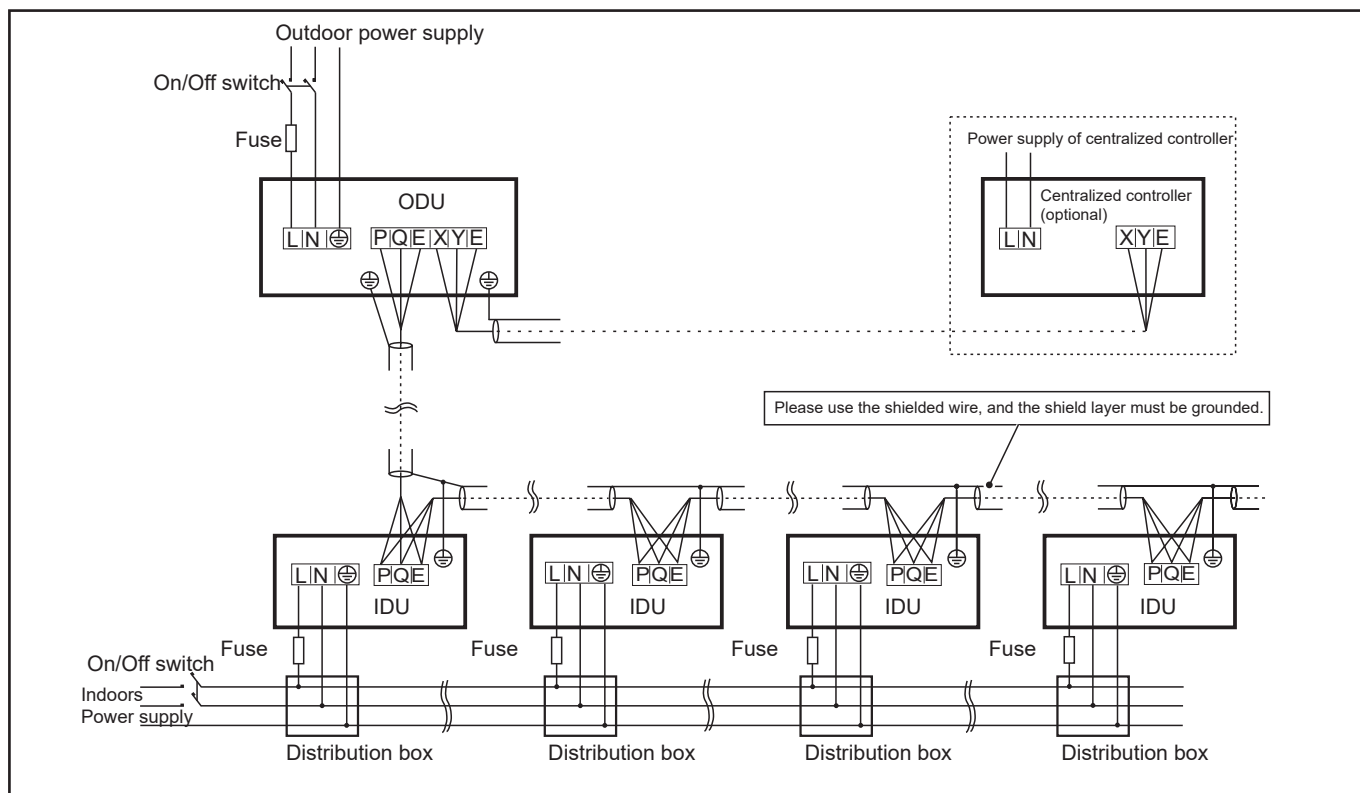 Outdoor power supply
On/Off switch
Fuse
ODU
L N
P Q E X Y E
Power supply of centralized controller
Centralized controller
(optional)
L N
X Y E
Please use the shielded wire, and the shield layer must be grounded.
L N
P Q E
IDU
L N
P Q E
IDU
L N
P Q E
IDU
L N
P Q E
IDU
Fuse
Fuse
Fuse
Fuse
On/Off switch
Indoors
Power supply
Distribution box
Distribution box
Distribution box
Distribution box